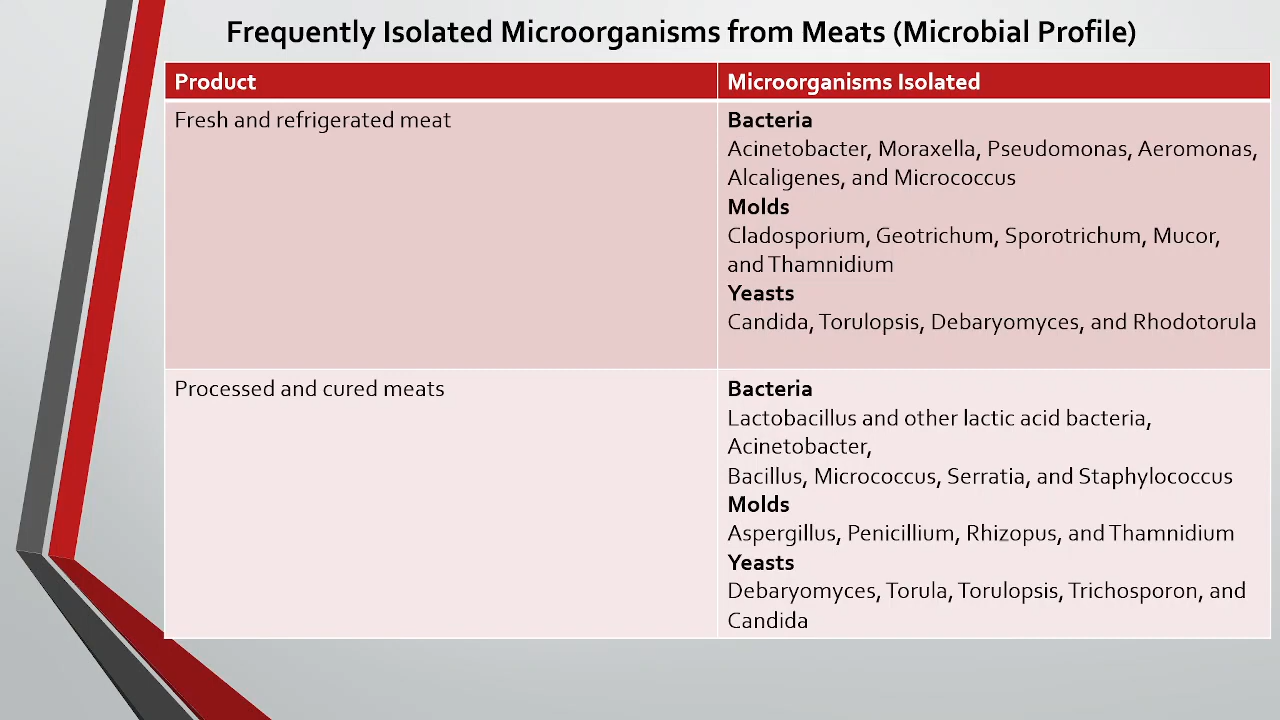 Frequently Isolated Microorganisms from Meats (Microbial Profile)
Product
Microorganisms Isolated
Fresh and refrigerated meat
Bacteria
Acinetobacter, Moraxella, Pseudomonas, Aeromonas,
Alcaligenes, and Micrococcus
Molds
Cladosporium, Geotrichum, Sporotrichum, Mucor,
and Thamnidium
Yeasts
Candida, Torulopsis, Debaryomyces, and Rhodotorula
Processed and cured meats
Bacteria
Lactobacillus and other lactic acid bacteria,
Acinetobacter,
Bacillus, Micrococcus, Serratia, and Staphylococcus
Molds
Aspergillus, Penicillium, Rhizopus, and Thamnidium
Yeasts
Debaryomyces, Torula, Torulopsis, Trichosporon, and
Candida